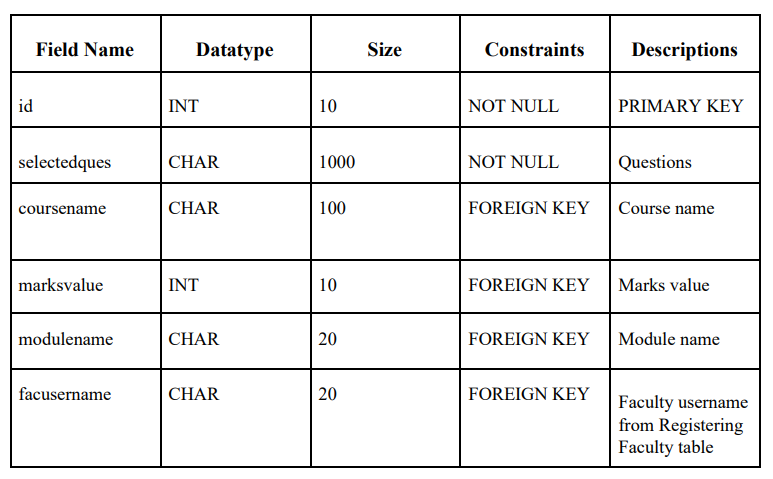 Field Name Datatype Size Constraints Descriptions
id INT 10 NOT NULL PRIMARY KEY
selectedques CHAR 1000 NOT NULL Questions
coursename CHAR 100 FOREIGN KEY Course name
marksvalue INT 10 FOREIGN KEY Marks value
modulename CHAR 20 FOREIGN KEY Module name
facusername CHAR 20 FOREIGN KEY Faculty username
from Registering
Faculty table